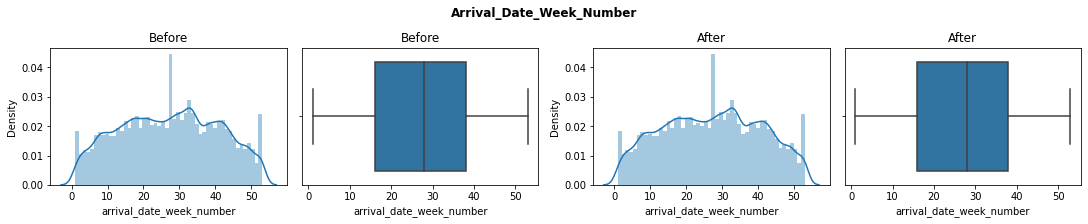 Arrival_Date_Week_Number
Before
Before
After
After
Density
0.04
0.03
0.02
0.01
0.00
0 10 20 30 40 50
arrival_date_week_number
0 10 20 30 40 50
arrival_date_week_number
Density
0.04
0.03
0.02
0.01
0.00
0 10 20 30 40 50
arrival_date_week_number
0 10 20 30 40 50
arrival_date_week_number